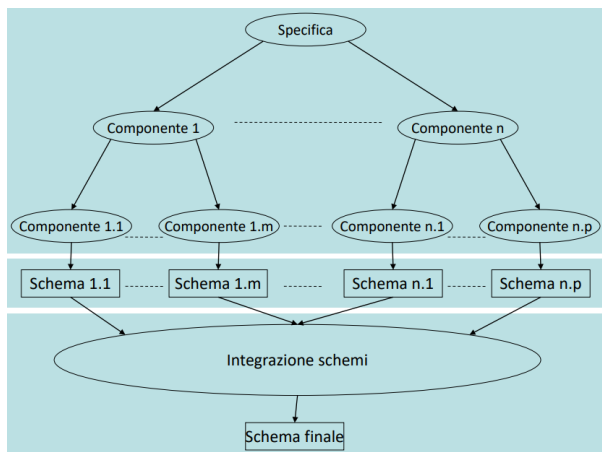 Specifica
Componente 1
Componente n
Componente 1.1
Componente 1.m
Componente n.1
Componente n.p
Schema 1.1
Schema 1.m
Schema n.1
Schema n.p
Integrazione schemi
Schema finale